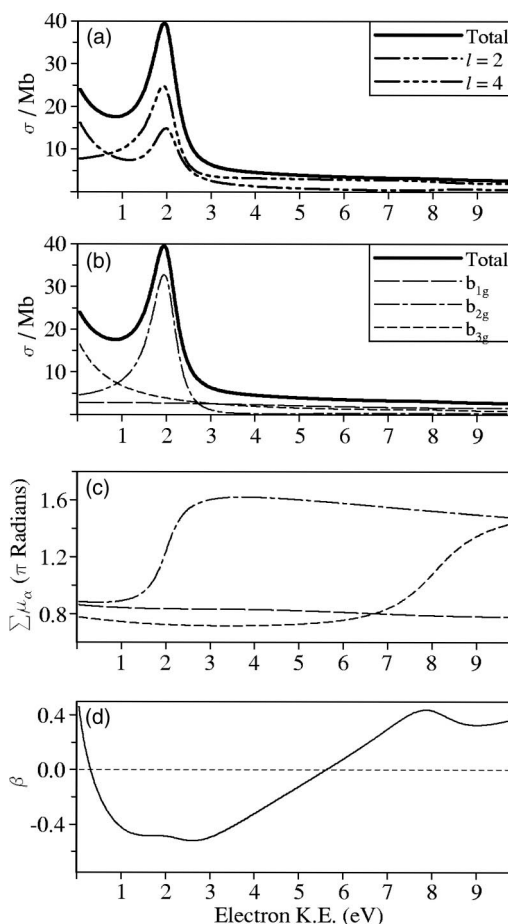 (a)
σ / Mb
40
30
20
10
Total
l = 2
l = 4
1 2 3 4 5 6 7 8 9
(b)
σ / Mb
40
30
20
10
Total
b1g
b2g
b3g
1 2 3 4 5 6 7 8 9
(c)
∑μα (π Radians)
1.6
1.2
0.8
1 2 3 4 5 6 7 8 9
(d)
β
0.4
0.0
-0.4
1 2 3 4 5 6 7 8 9
Electron K.E. (eV)